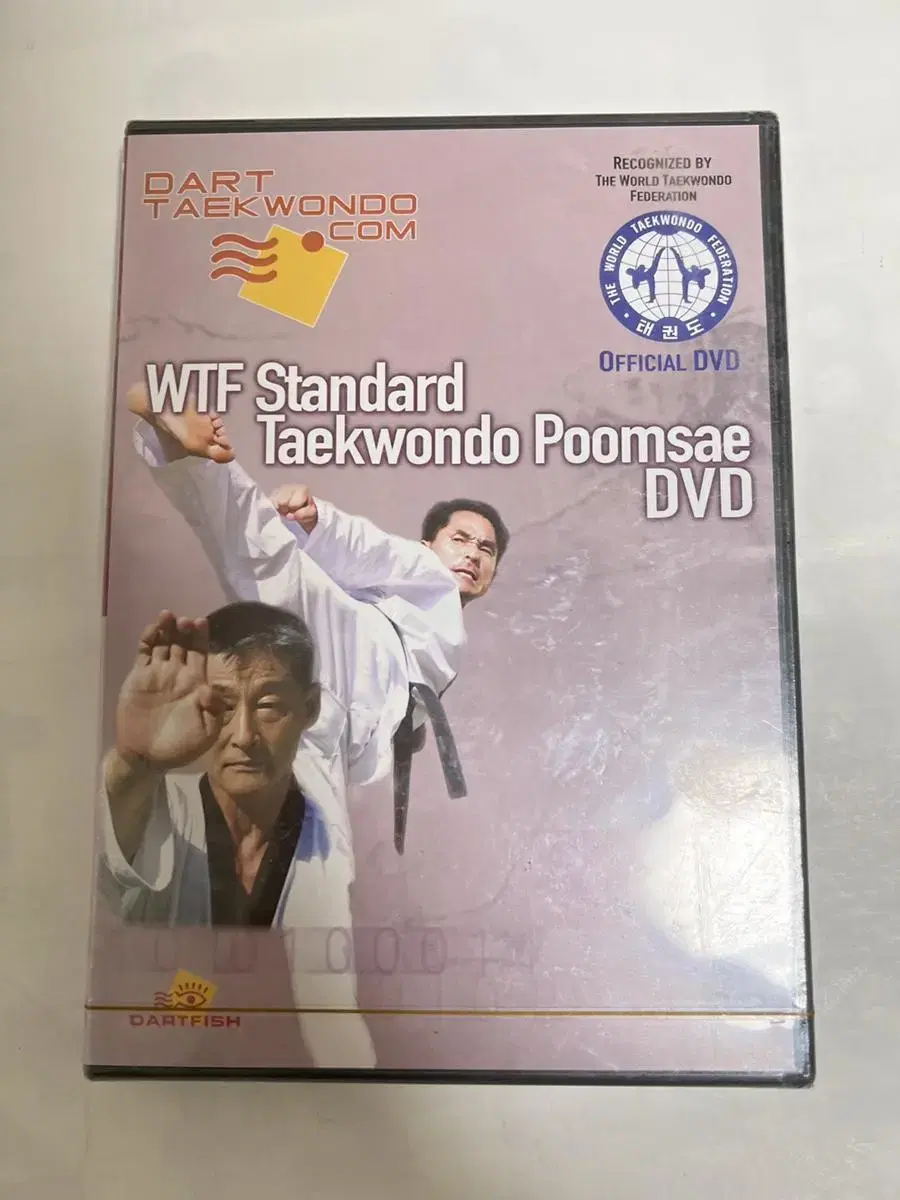 DART
TAEKWONDO
.COM
RECOGNIZED BY
THE WORLD TAEKWONDO
FEDERATION
THE WORLD TAEKWONDO FEDERATION
태권도
OFFICIAL DVD
WTF Standard
Taekwondo Poomsae
DVD
DARTFISH